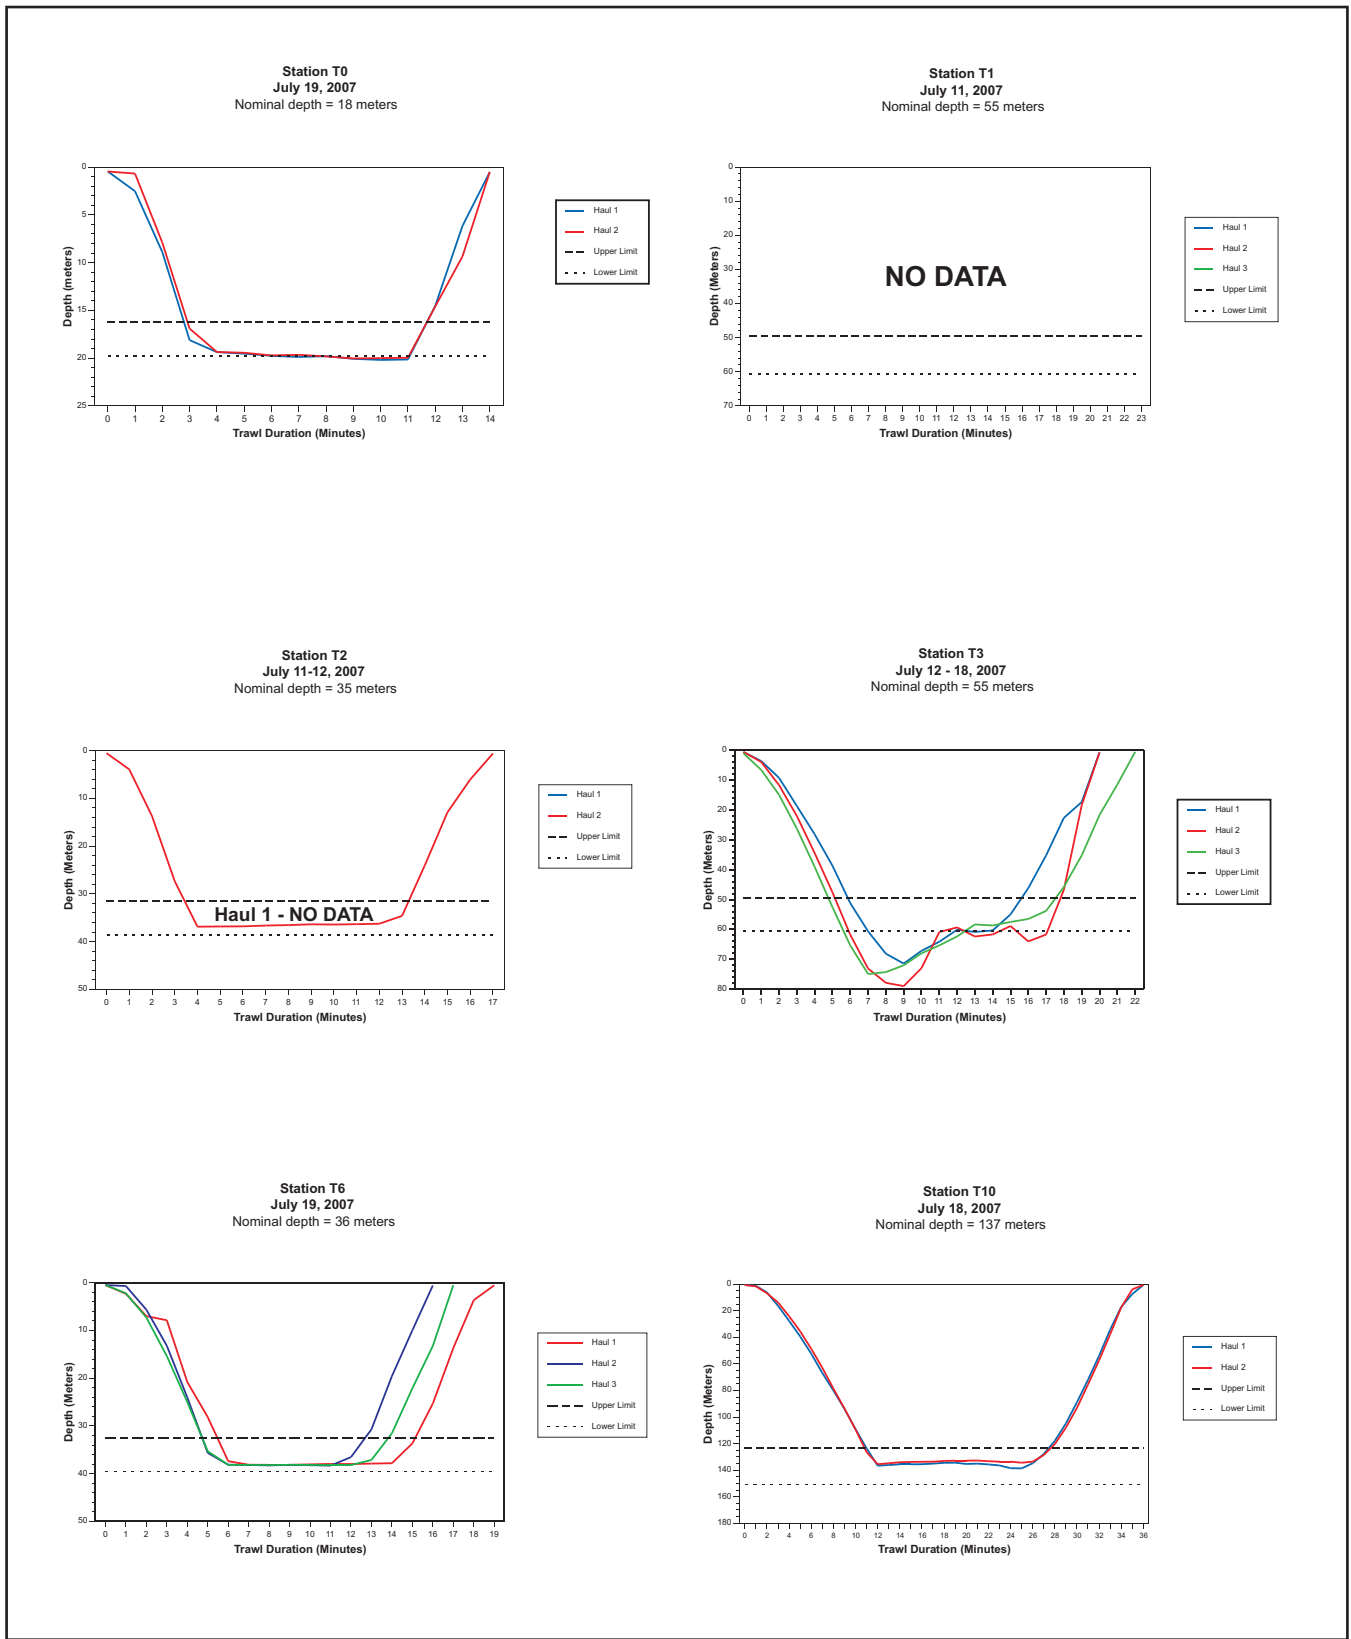 Station T0
July 19, 2007
Nominal depth = 18 meters
Depth (meters)
0
5
10
15
20
25
0 1 2 3 4 5 6 7 8 9 10 11 12 13 14
Trawl Duration (Minutes)
Haul 1
Haul 2
Upper Limit
Lower Limit
Station T1
July 11, 2007
Nominal depth = 55 meters
Depth (Meters)
0
10
20
30
40
50
60
70
NO DATA
0 1 2 3 4 5 6 7 8 9 10 11 12 13 14 15 16 17 18 19 20 21 22 23
Trawl Duration (Minutes)
Haul 1
Haul 2
Haul 3
Upper Limit
Lower Limit
Station T2
July 11-12, 2007
Nominal depth = 35 meters
Depth (Meters)
0
10
20
30
40
50
Haul 1 - NO DATA
0 1 2 3 4 5 6 7 8 9 10 11 12 13 14 15 16 17
Trawl Duration (Minutes)
Haul 1
Haul 2
Upper Limit
Lower Limit
Station T3
July 12 - 18, 2007
Nominal depth = 55 meters
Depth (Meters)
0
10
20
30
40
50
60
70
80
0 1 2 3 4 5 6 7 8 9 10 11 12 13 14 15 16 17 18 19 20 21 22
Trawl Duration (Minutes)
Haul 1
Haul 2
Haul 3
Upper Limit
Lower Limit
Station T6
July 19, 2007
Nominal depth = 36 meters
Depth (Meters)
0
10
20
30
40
50
0 1 2 3 4 5 6 7 8 9 10 11 12 13 14 15 16 17 18 19
Trawl Duration (Minutes)
Haul 1
Haul 2
Haul 3
Upper Limit
Lower Limit
Station T10
July 18, 2007
Nominal depth = 137 meters
Depth (Meters)
0
20
40
60
80
100
120
140
160
180
0 2 4 6 8 10 12 14 16 18 20 22 24 26 28 30 32 34 36
Trawl Duration (Minutes)
Haul 1
Haul 2
Upper Limit
Lower Limit